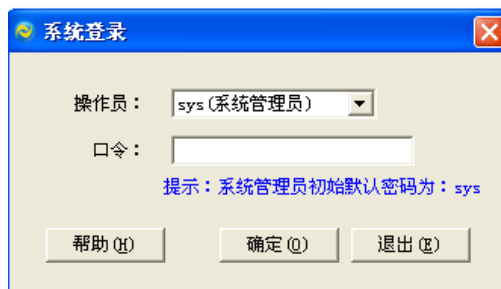 系统登录
操作员： sys(系统管理员)
口令：
提示：系统管理员初始默认密码为：sys
帮助(H) 确定(O) 退出(E)